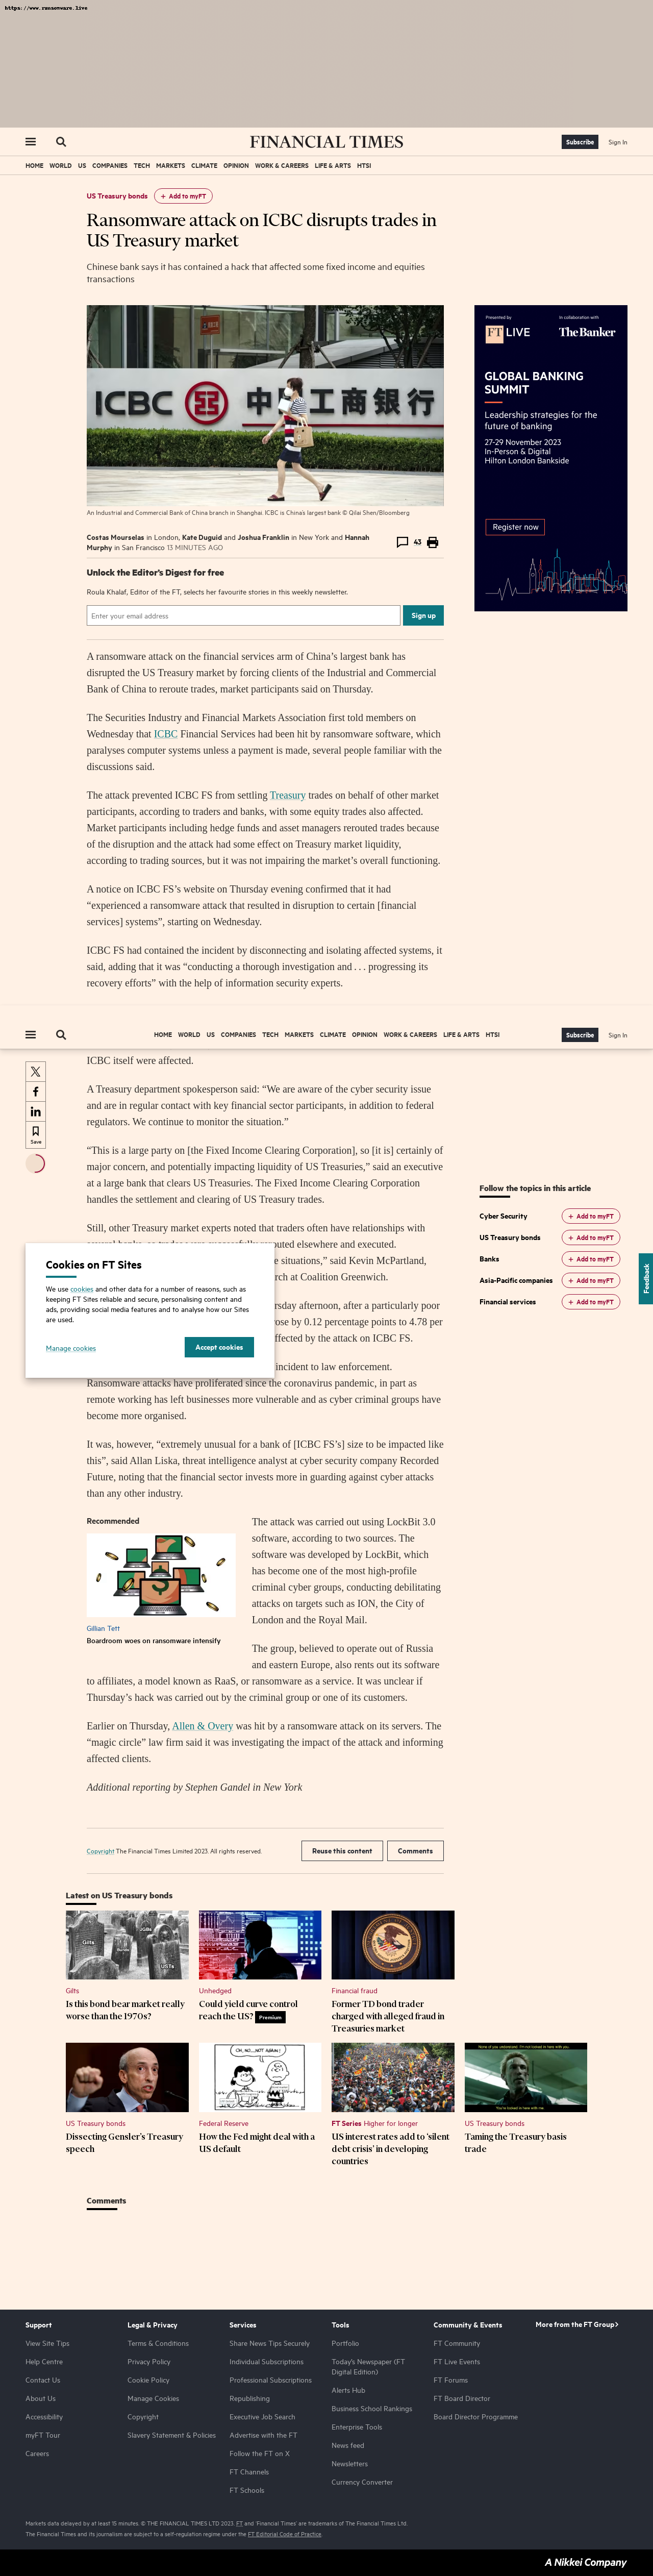 https://www.ransomware.live
FINANCIAL TIMES
Subscribe
Sign In
HOME WORLD US COMPANIES TECH MARKETS CLIMATE OPINION WORK & CAREERS LIFE & ARTS HTSI
US Treasury bonds + Add to myFT
Ransomware attack on ICBC disrupts trades in
US Treasury market
Chinese bank says it has contained a hack that affected some fixed income and equities
transactions
ICBC 中国工商银行
An Industrial and Commercial Bank of China branch in Shanghai. ICBC is China's largest bank © Qilai Shen/Bloomberg
Presented by
In collaboration with
FT LIVE
The Banker
GLOBAL BANKING
SUMMIT
Leadership strategies for the
future of banking
27-29 November 2023
In-Person & Digital
Hilton London Bankside
Register now
Costas Mourselas in London, Kate Duguid and Joshua Franklin in New York and Hannah
Murphy in San Francisco 13 MINUTES AGO
43
Unlock the Editor's Digest for free
Roula Khalaf, Editor of the FT, selects her favourite stories in this weekly newsletter.
Enter your email address
Sign up
A ransomware attack on the financial services arm of China's largest bank has
disrupted the US Treasury market by forcing clients of the Industrial and Commercial
Bank of China to reroute trades, market participants said on Thursday.
The Securities Industry and Financial Markets Association first told members on
Wednesday that ICBC Financial Services had been hit by ransomware software, which
paralyses computer systems unless a payment is made, several people familiar with the
discussions said.
The attack prevented ICBC FS from settling Treasury trades on behalf of other market
participants, according to traders and banks, with some equity trades also affected.
Market participants including hedge funds and asset managers rerouted trades because
of the disruption and the attack had some effect on Treasury market liquidity,
according to trading sources, but it was not impairing the market's overall functioning.
A notice on ICBC FS's website on Thursday evening confirmed that it had
“experienced a ransomware attack that resulted in disruption to certain [financial
services] systems”, starting on Wednesday.
ICBC FS had contained the incident by disconnecting and isolating affected systems, it
said, adding that it was “conducting a thorough investigation and . . . progressing its
recovery efforts” with the help of information security experts.
HOME WORLD US COMPANIES TECH MARKETS CLIMATE OPINION WORK & CAREERS LIFE & ARTS HTSI
Subscribe
Sign In
ICBC itself were affected.
A Treasury department spokesperson said: “We are aware of the cyber security issue
and are in regular contact with key financial sector participants, in addition to federal
regulators. We continue to monitor the situation.”
Save
“This is a large party on [the Fixed Income Clearing Corporation], so [it is] certainly of
major concern, and potentially impacting liquidity of US Treasuries,” said an executive
at a large bank that clears US Treasuries. The Fixed Income Clearing Corporation
handles the settlement and clearing of US Treasury trades.
Still, other Treasury market experts noted that traders often have relationships with
several banks
routed elsewhere and executed.
e situations,” said Kevin McPartland,
rch at Coalition Greenwich.
rsday afternoon, after a particularly poor
ose by 0.12 percentage points to 4.78 per
ffected by the attack on ICBC FS.
incident to law enforcement.
Ransomware attacks have proliferated since the coronavirus pandemic, in part as
remote working has left businesses more vulnerable and as cyber criminal groups have
become more organised.
Cookies on FT Sites
We use cookies and other data for a number of reasons, such as
keeping FT Sites reliable and secure, personalising content and
ads, providing social media features and to analyse how our Sites
are used.
Manage cookies
Accept cookies
Follow the topics in this article
Cyber Security + Add to myFT
US Treasury bonds + Add to myFT
Banks + Add to myFT
Asia-Pacific companies + Add to myFT
Financial services + Add to myFT
Feedback
It was, however, “extremely unusual for a bank of [ICBC FS's] size to be impacted like
this”, said Allan Liska, threat intelligence analyst at cyber security company Recorded
Future, noting that the financial sector invests more in guarding against cyber attacks
than any other industry.
Recommended
Gillian Tett
Boardroom woes on ransomware intensify
The attack was carried out using LockBit 3.0
software, according to two sources. The
software was developed by LockBit, which
has become one of the most high-profile
criminal cyber groups, conducting debilitating
attacks on targets such as ION, the City of
London and the Royal Mail.
The group, believed to operate out of Russia
and eastern Europe, also rents out its software
to affiliates, a model known as RaaS, or ransomware as a service. It was unclear if
Thursday's hack was carried out by the criminal group or one of its customers.
Earlier on Thursday, Allen & Overy was hit by a ransomware attack on its servers. The
“magic circle” law firm said it was investigating the impact of the attack and informing
affected clients.
Additional reporting by Stephen Gandel in New York
Copyright The Financial Times Limited 2023. All rights reserved.
Reuse this content
Comments
Latest on US Treasury bonds
Gilts
JGBs
USTs
Gilts
Is this bond bear market really
worse than the 1970s?
Unhedged
Could yield curve control
reach the US? Premium
Financial fraud
Former TD bond trader
charged with alleged fraud in
Treasuries market
US Treasury bonds
Dissecting Gensler's Treasury
speech
OH, NO...NOT AGAIN!
Federal Reserve
How the Fed might deal with a
US default
FT Series Higher for longer
US interest rates add to ‘silent
debt crisis’ in developing
countries
None of you understand. I'm not locked in here with you.
You're locked in here with me.
US Treasury bonds
Taming the Treasury basis
trade
Comments
Support
View Site Tips
Help Centre
Contact Us
About Us
Accessibility
myFT Tour
Careers
Legal & Privacy
Terms & Conditions
Privacy Policy
Cookie Policy
Manage Cookies
Copyright
Slavery Statement & Policies
Services
Share News Tips Securely
Individual Subscriptions
Professional Subscriptions
Republishing
Executive Job Search
Advertise with the FT
Follow the FT on X
FT Channels
FT Schools
Tools
Portfolio
Today's Newspaper (FT
Digital Edition)
Alerts Hub
Business School Rankings
Enterprise Tools
News feed
Newsletters
Currency Converter
Community & Events
FT Community
FT Live Events
FT Forums
FT Board Director
Board Director Programme
More from the FT Group
Markets data delayed by at least 15 minutes. © THE FINANCIAL TIMES LTD 2023. FT and ‘Financial Times’ are trademarks of The Financial Times Ltd.
The Financial Times and its journalism are subject to a self-regulation regime under the FT Editorial Code of Practice.
A Nikkei Company